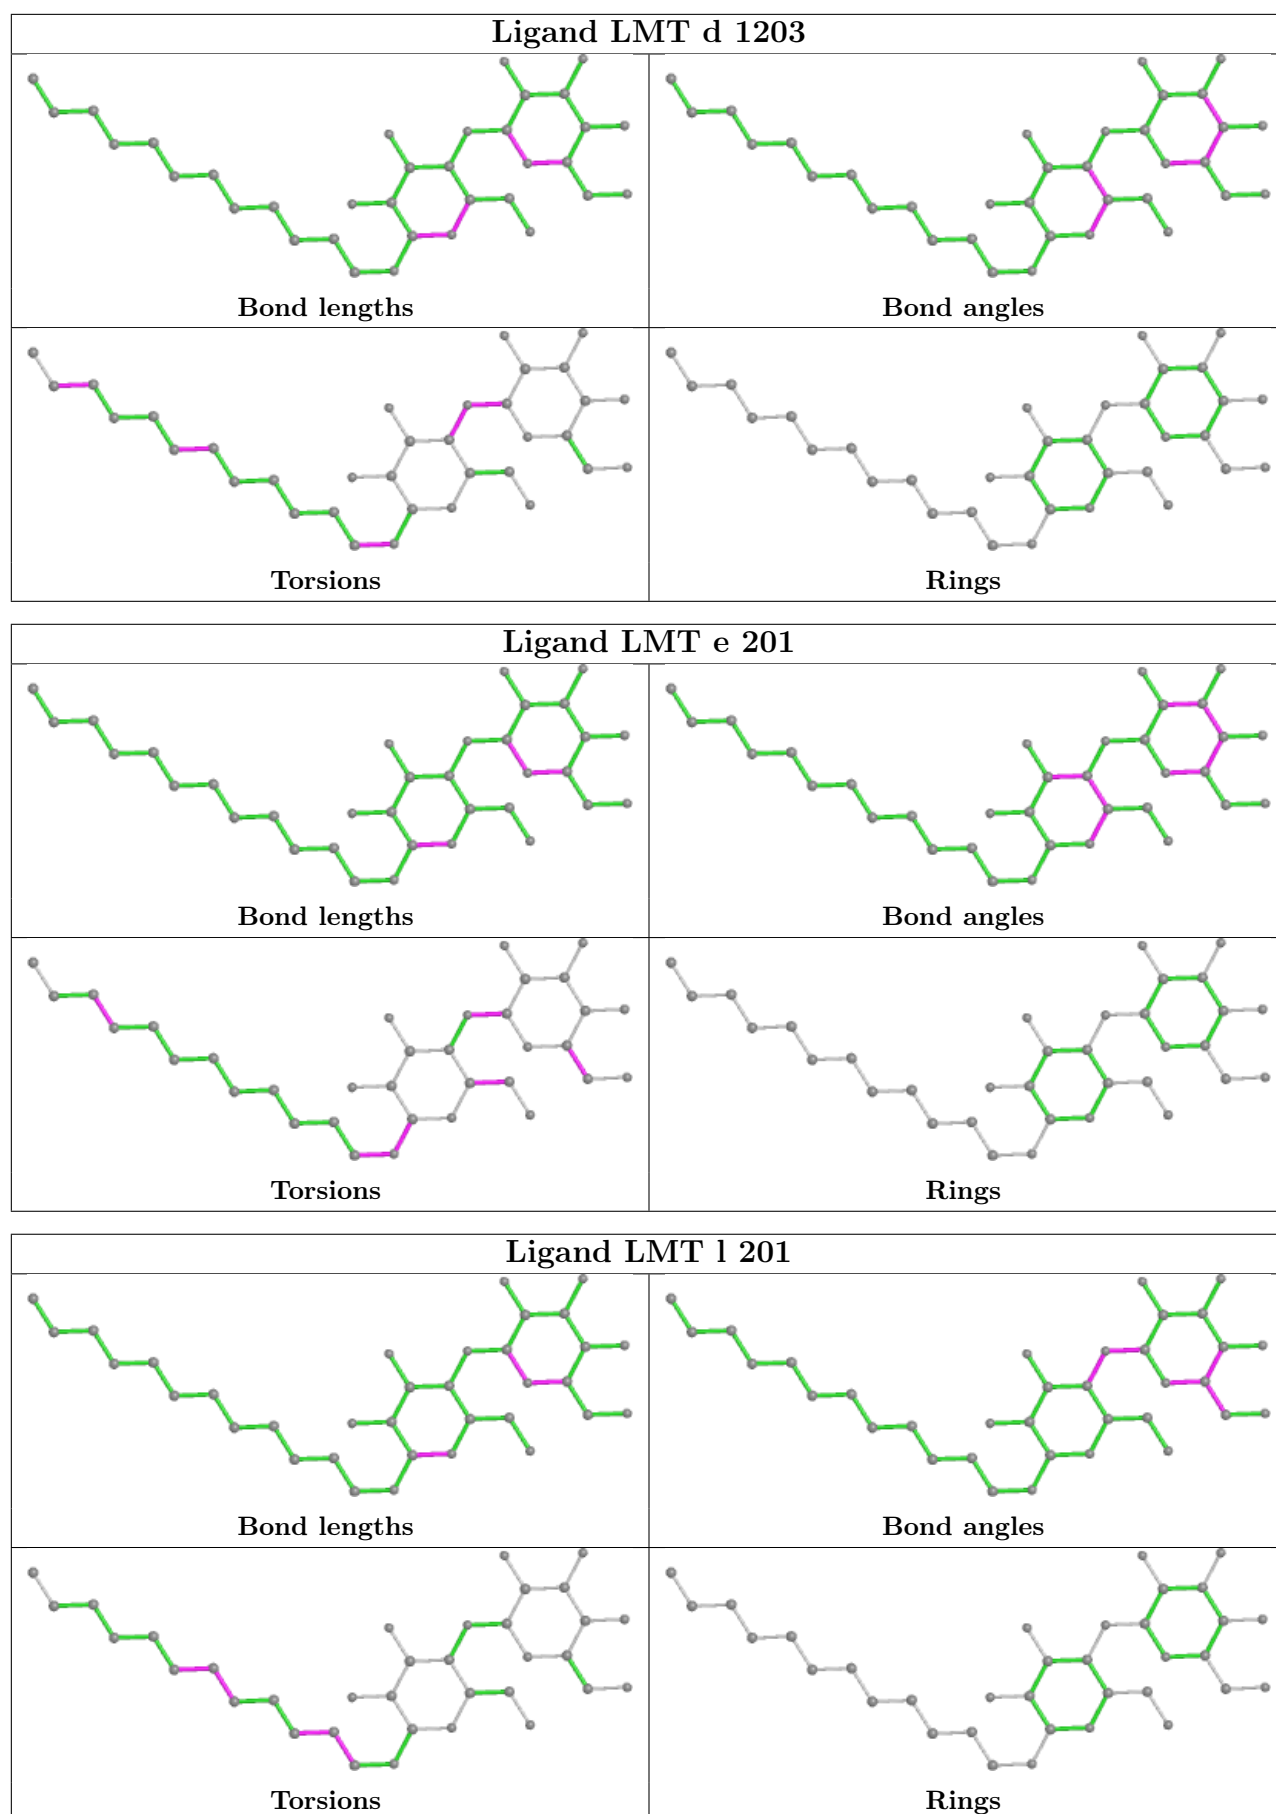 Ligand LMT d 1203
Bond lengths
Bond angles
Torsions
Rings
Ligand LMT e 201
Bond lengths
Bond angles
Torsions
Rings
Ligand LMT l 201
Bond lengths
Bond angles
Torsions
Rings